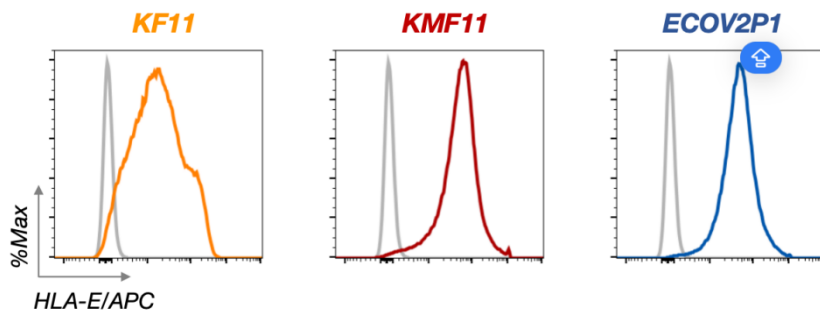 KF11
KMF11
ECOV2P1
%Max
HLA-E/APC